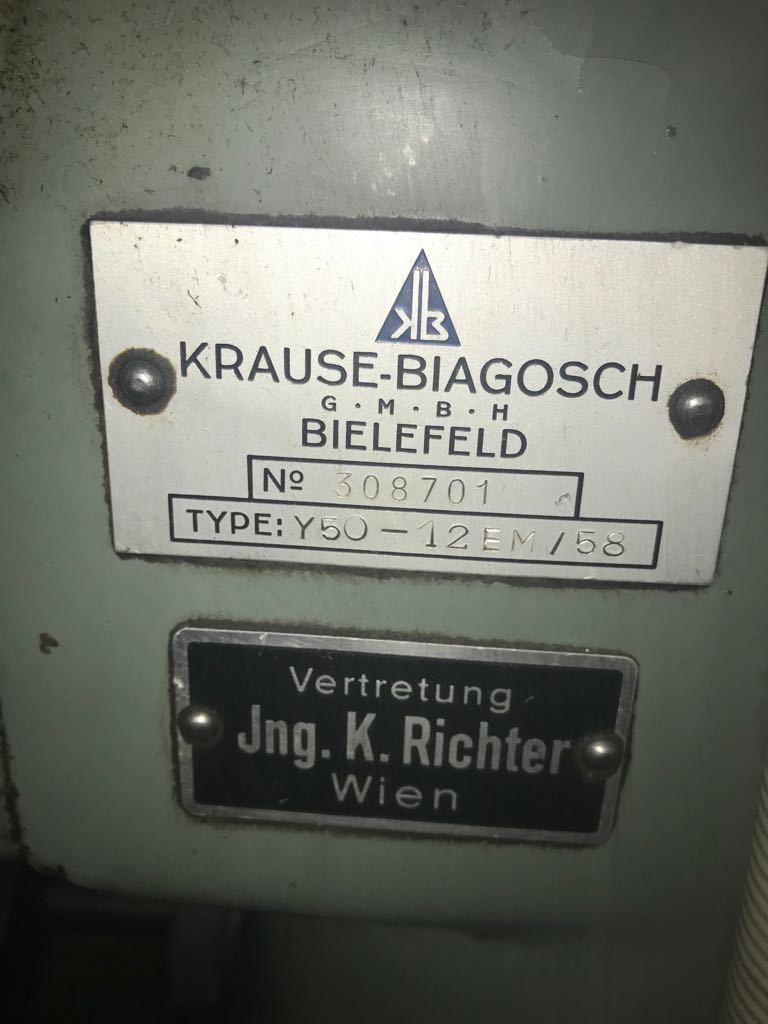 KB
KRAUSE-BIAGOSCH
G·M·B·H
BIELEFELD
Nº 308701
TYPE: Y50-12EM/58
Vertretung
Jng. K. Richter
Wien